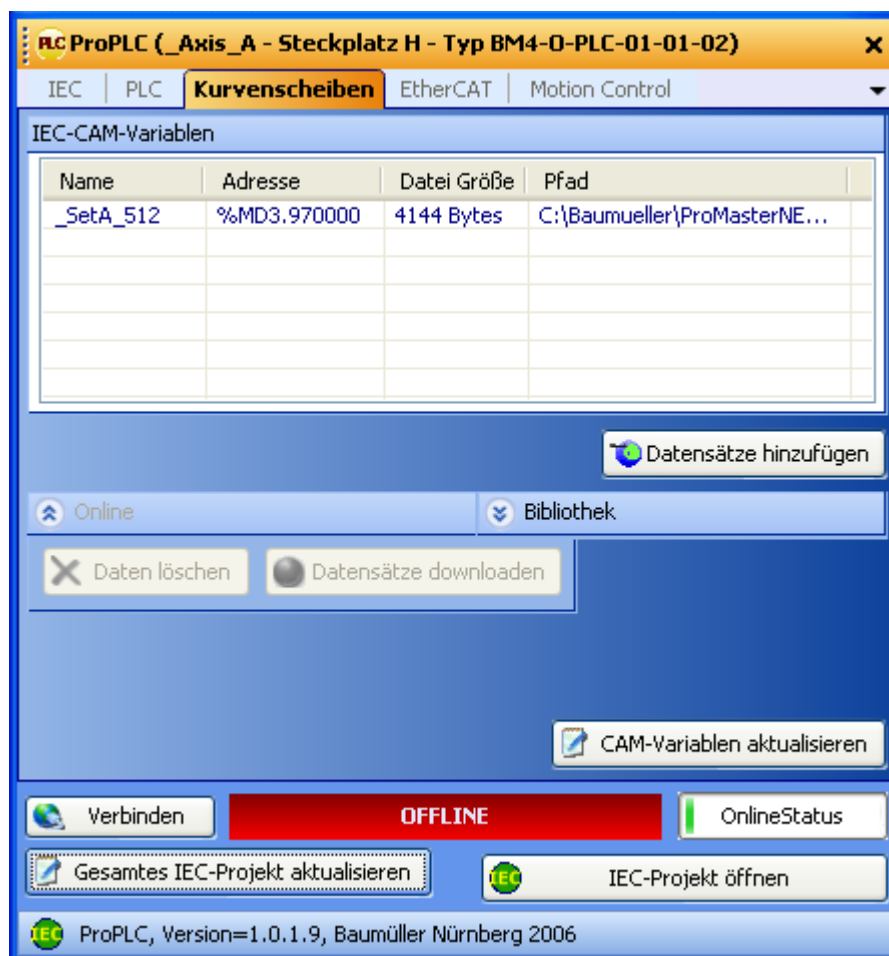 PLC ProPLC (_Axis_A - Steckplatz H - Typ BM4-O-PLC-01-01-02)
IEC PLC Kurvenscheiben EtherCAT Motion Control
IEC-CAM-Variablen
Name Adresse Datei Größe Pfad
_SetA_512 %MD3.970000 4144 Bytes C:\Baumueller\ProMasterNE...
Datensätze hinzufügen
Online Bibliothek
Daten löschen Datensätze downloaden
CAM-Variablen aktualisieren
Verbinden OFFLINE OnlineStatus
Gesamtes IEC-Projekt aktualisieren IEC IEC-Projekt öffnen
IEC ProPLC, Version=1.0.1.9, Baumüller Nürnberg 2006